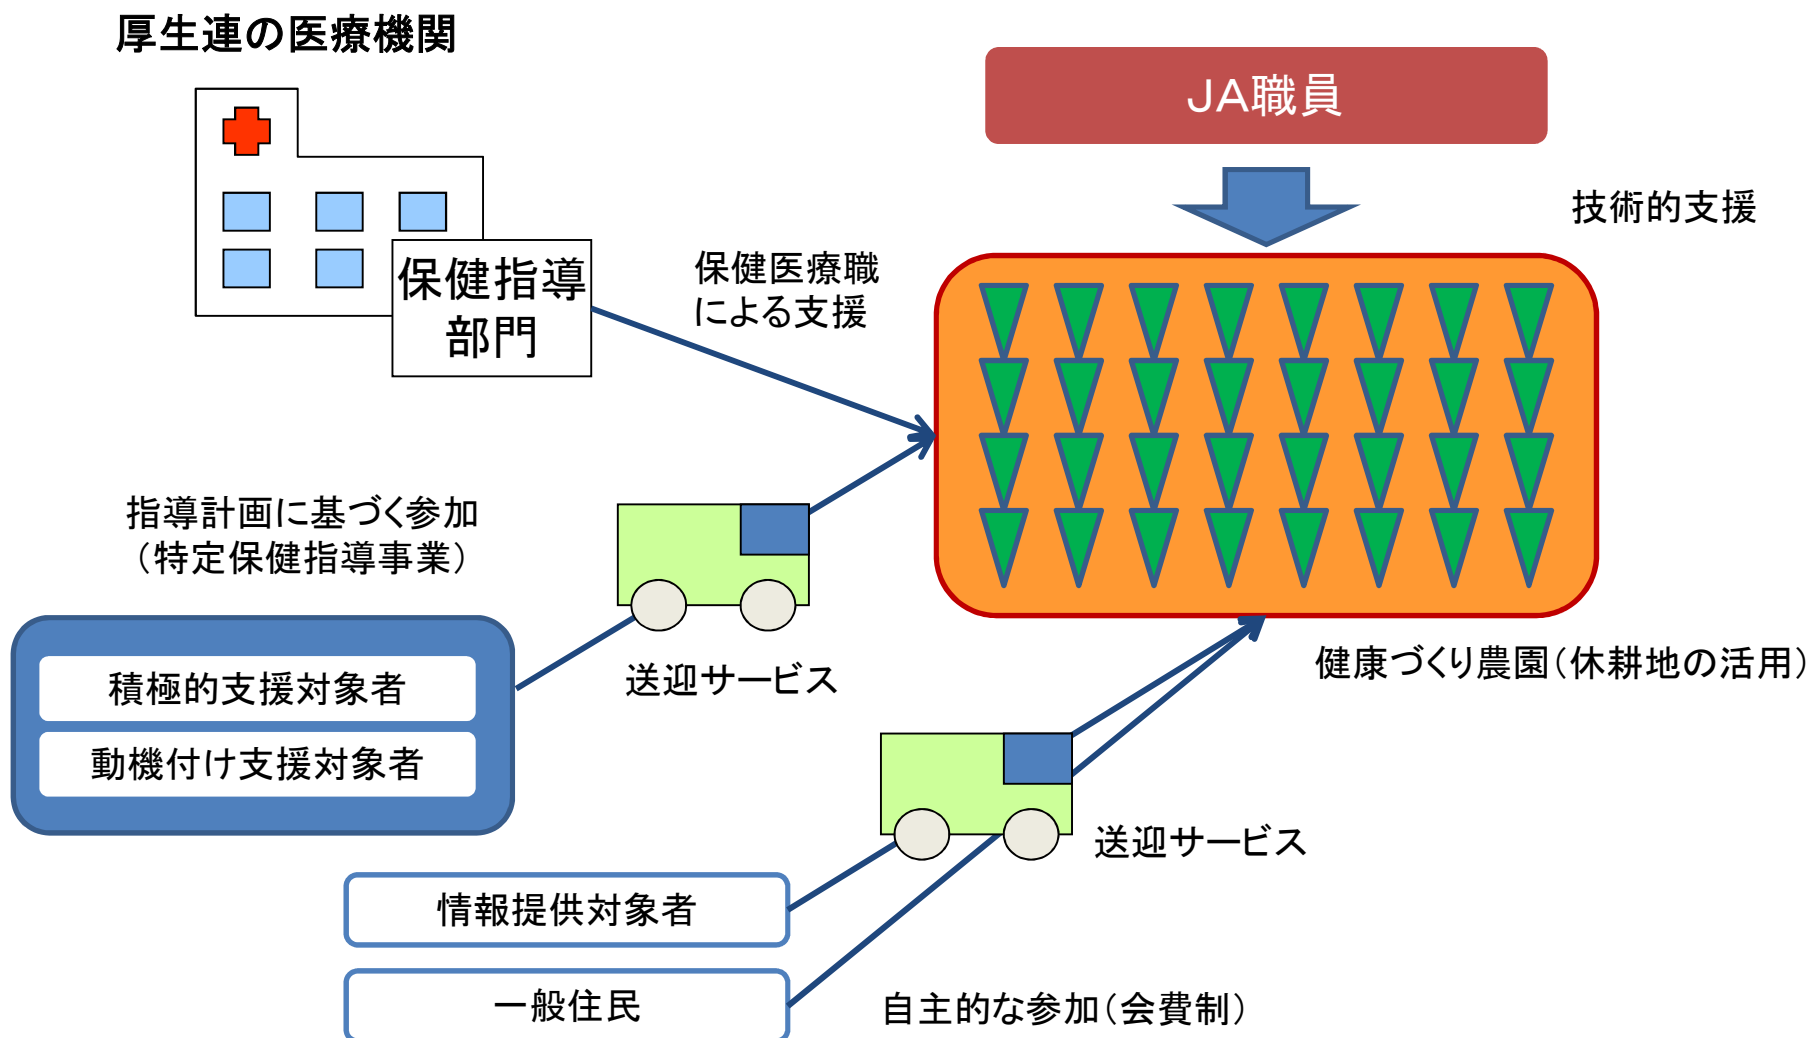 厚生連の医療機関
JA職員
技術的支援
保健指導
部門
保健医療職
による支援
指導計画に基づく参加
（特定保健指導事業）
積極的支援対象者
動機付け支援対象者
送迎サービス
健康づくり農園（休耕地の活用）
送迎サービス
情報提供対象者
一般住民
自主的な参加（会費制）